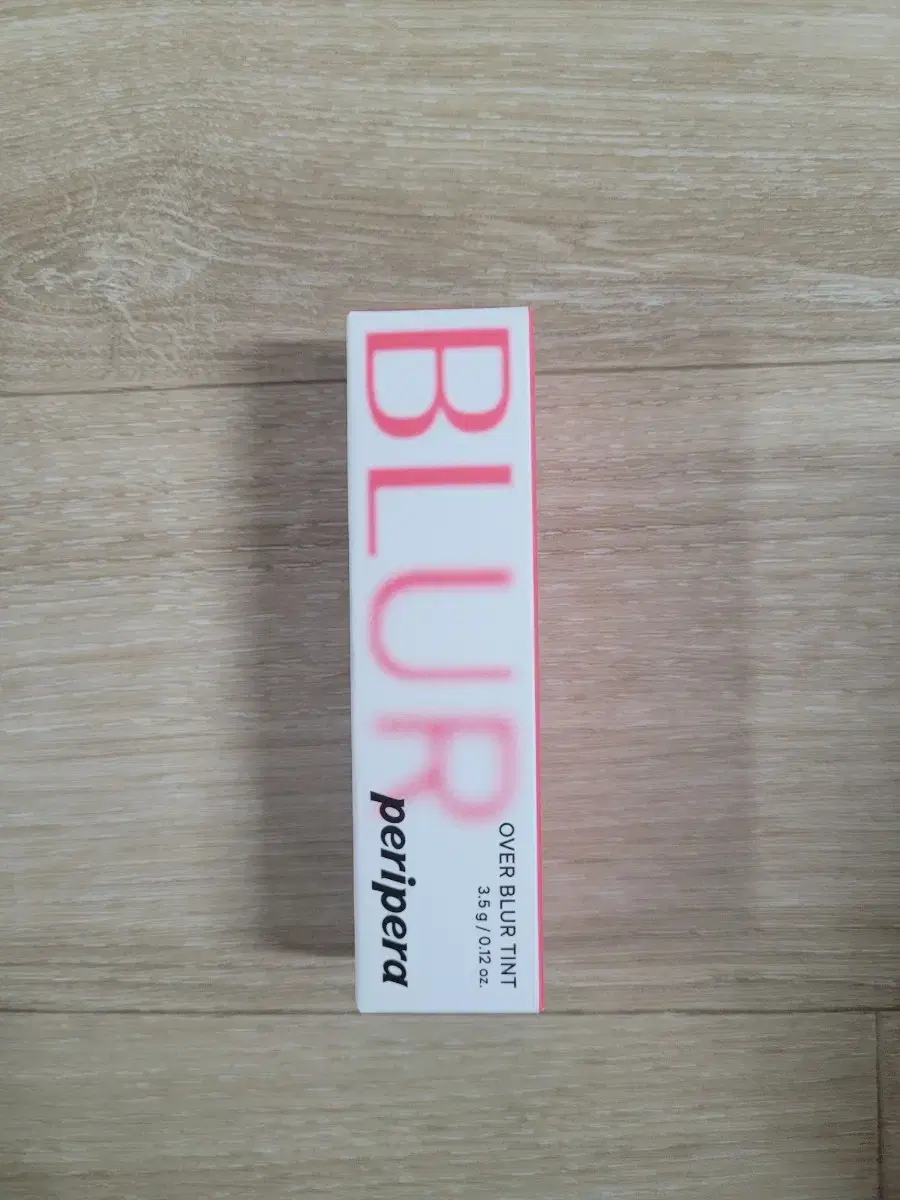 BLUR
OVER BLUR TINT
3.5 g / 0.12 oz.
peripera